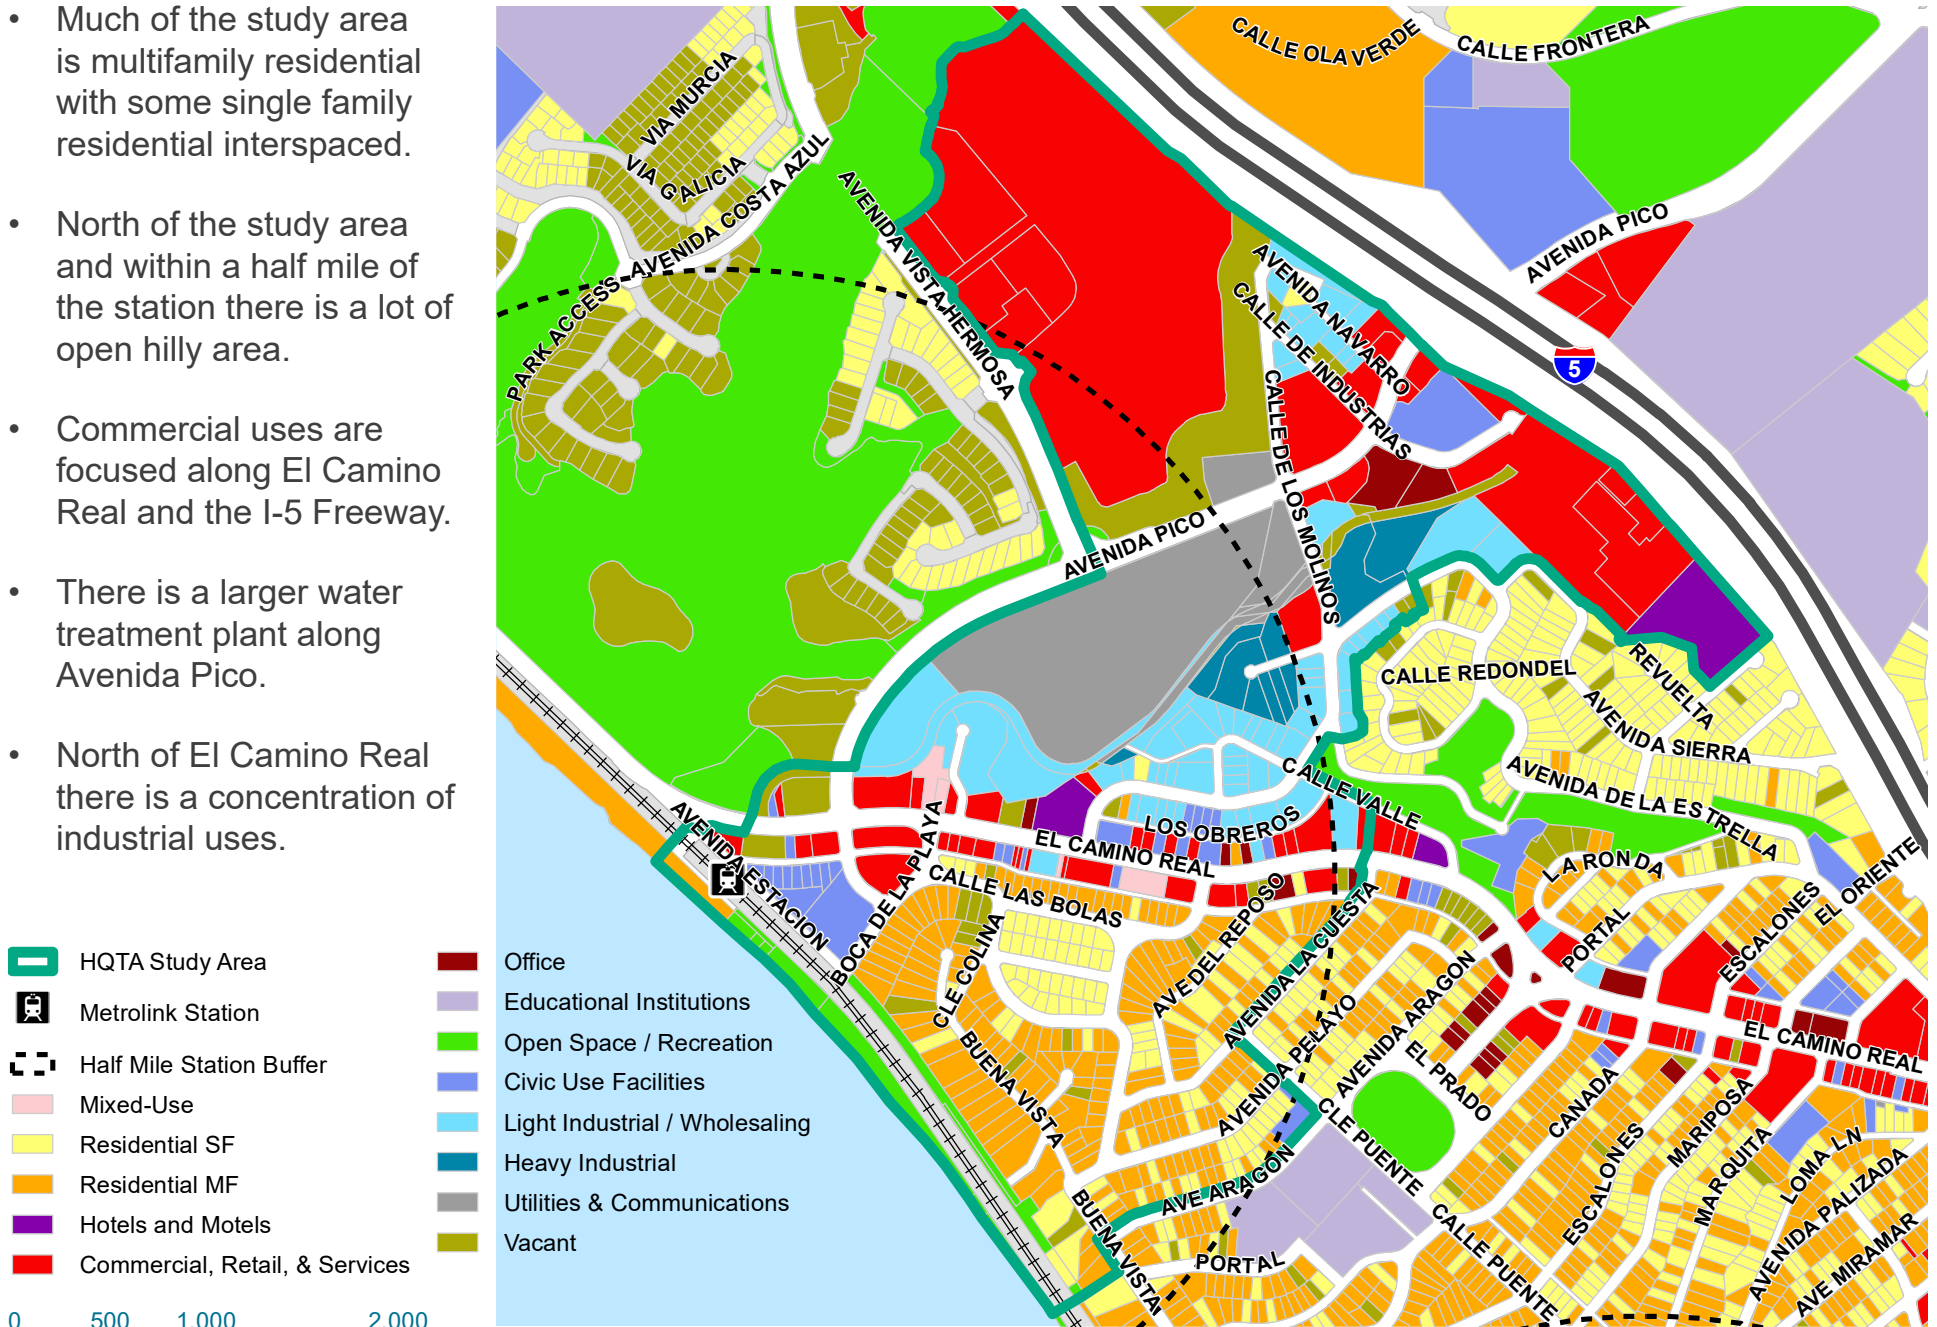 • Much of the study area
is multifamily residential
with some single family
residential interspaced.
• North of the study area
and within a half mile of
the station there is a lot of
open hilly area.
• Commercial uses are
focused along El Camino
Real and the I-5 Freeway.
• There is a larger water
treatment plant along
Avenida Pico.
• North of El Camino Real
there is a concentration of
industrial uses.
HQTA Study Area
Metrolink Station
Half Mile Station Buffer
Mixed-Use
Residential SF
Residential MF
Hotels and Motels
Commercial, Retail, & Services
Office
Educational Institutions
Open Space / Recreation
Civic Use Facilities
Light Industrial / Wholesaling
Heavy Industrial
Utilities & Communications
Vacant
0 500 1,000 2,000
CALLE OLA VERDE
CALLE FRONTERA
VIA MURCIA
VIA GALICIA
AVENIDA COSTA AZUL
AVENIDA VISTA HERMOSA
PARK ACCESS
AVENIDA PICO
AVENIDA NAVARRO
CALLE DE INDUSTRIAS
5
CALLE DE LOS MOLINOS
AVENIDA PICO
CALLE REDONDEL
REVUELTA
AVENIDA SIERRA
AVENIDA DE LA ESTRELLA
CALLE VALLE
LOS OBREROS
EL CAMINO REAL
AVENIDA ESTACION
BOCA DE LA PLAYA
CALLE LAS BOLAS
LA RONDA
EL ORIENTE
ESCALONES
PORTAL
CLE COLINA
AVE DEL REPOSO
AVENIDA LA CUESTA
AVENIDA PELAYO
AVENIDA ARAGON
EL PRADO
BUENA VISTA
EL CAMINO REAL
CANADA
MARIPOSA
CLE PUENTE
AVE ARAGON
ESCALONES
MARQUITA
LOMA LN
AVENIDA PALIZADA
BUENA VISTA
PORTAL
CALLE PUENTE
AVE MIRAMAR